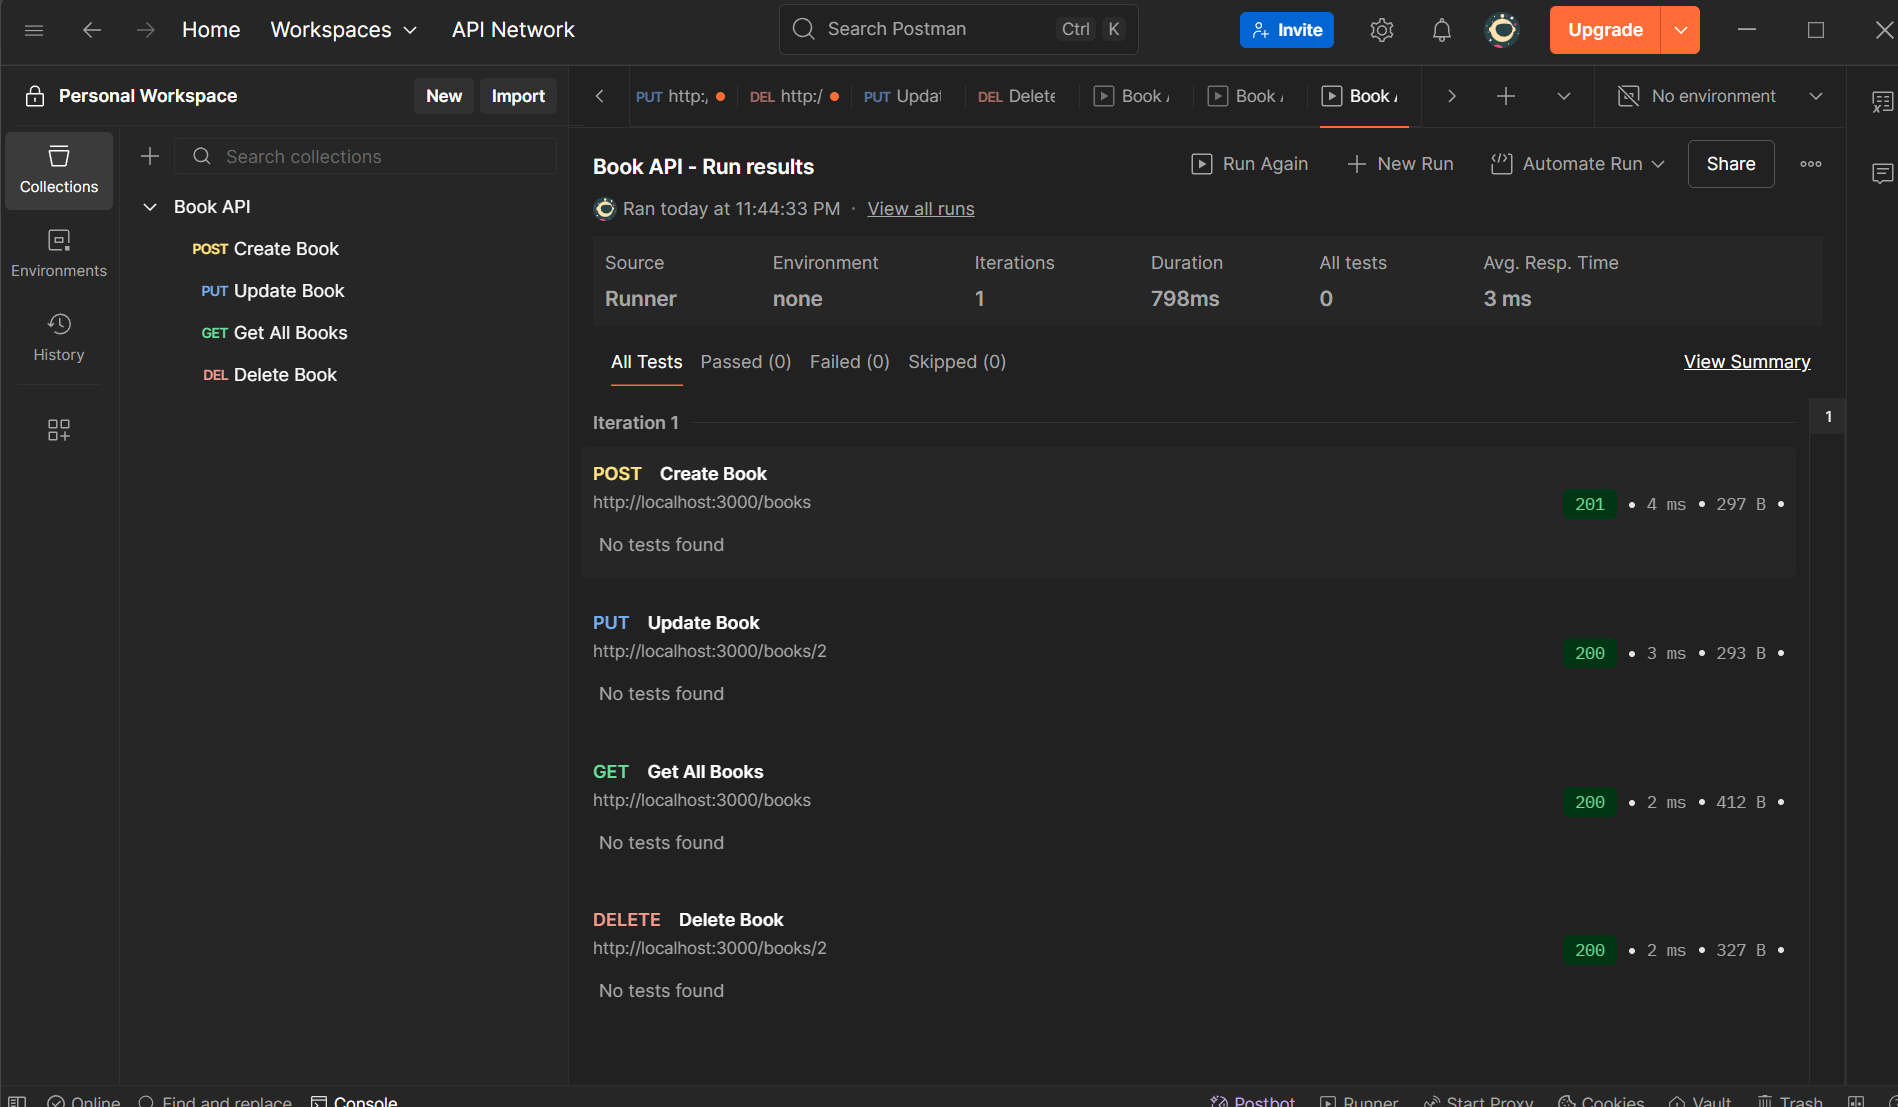 Home Workspaces API Network Search Postman Ctrl K Invite Upgrade
Personal Workspace New Import
PUT http:/ DEL http:/ PUT Updat DEL Delete Book Book Book No environment
Collections
Environments
History
Search collections
Book API
POST Create Book
PUT Update Book
GET Get All Books
DEL Delete Book
Book API - Run results
Run Again New Run Automate Run Share
Ran today at 11:44:33 PM · View all runs
Source Environment Iterations Duration All tests Avg. Resp. Time
Runner none 1 798ms 0 3 ms
All Tests Passed (0) Failed (0) Skipped (0) View Summary
Iteration 1
1
POST Create Book
http://localhost:3000/books
201 • 4 ms • 297 B •
No tests found
PUT Update Book
http://localhost:3000/books/2
200 • 3 ms • 293 B •
No tests found
GET Get All Books
http://localhost:3000/books
200 • 2 ms • 412 B •
No tests found
DELETE Delete Book
http://localhost:3000/books/2
200 • 2 ms • 327 B •
No tests found
Online Find and replace Console Postbot Runner Start Proxy Cookies Vault Trash